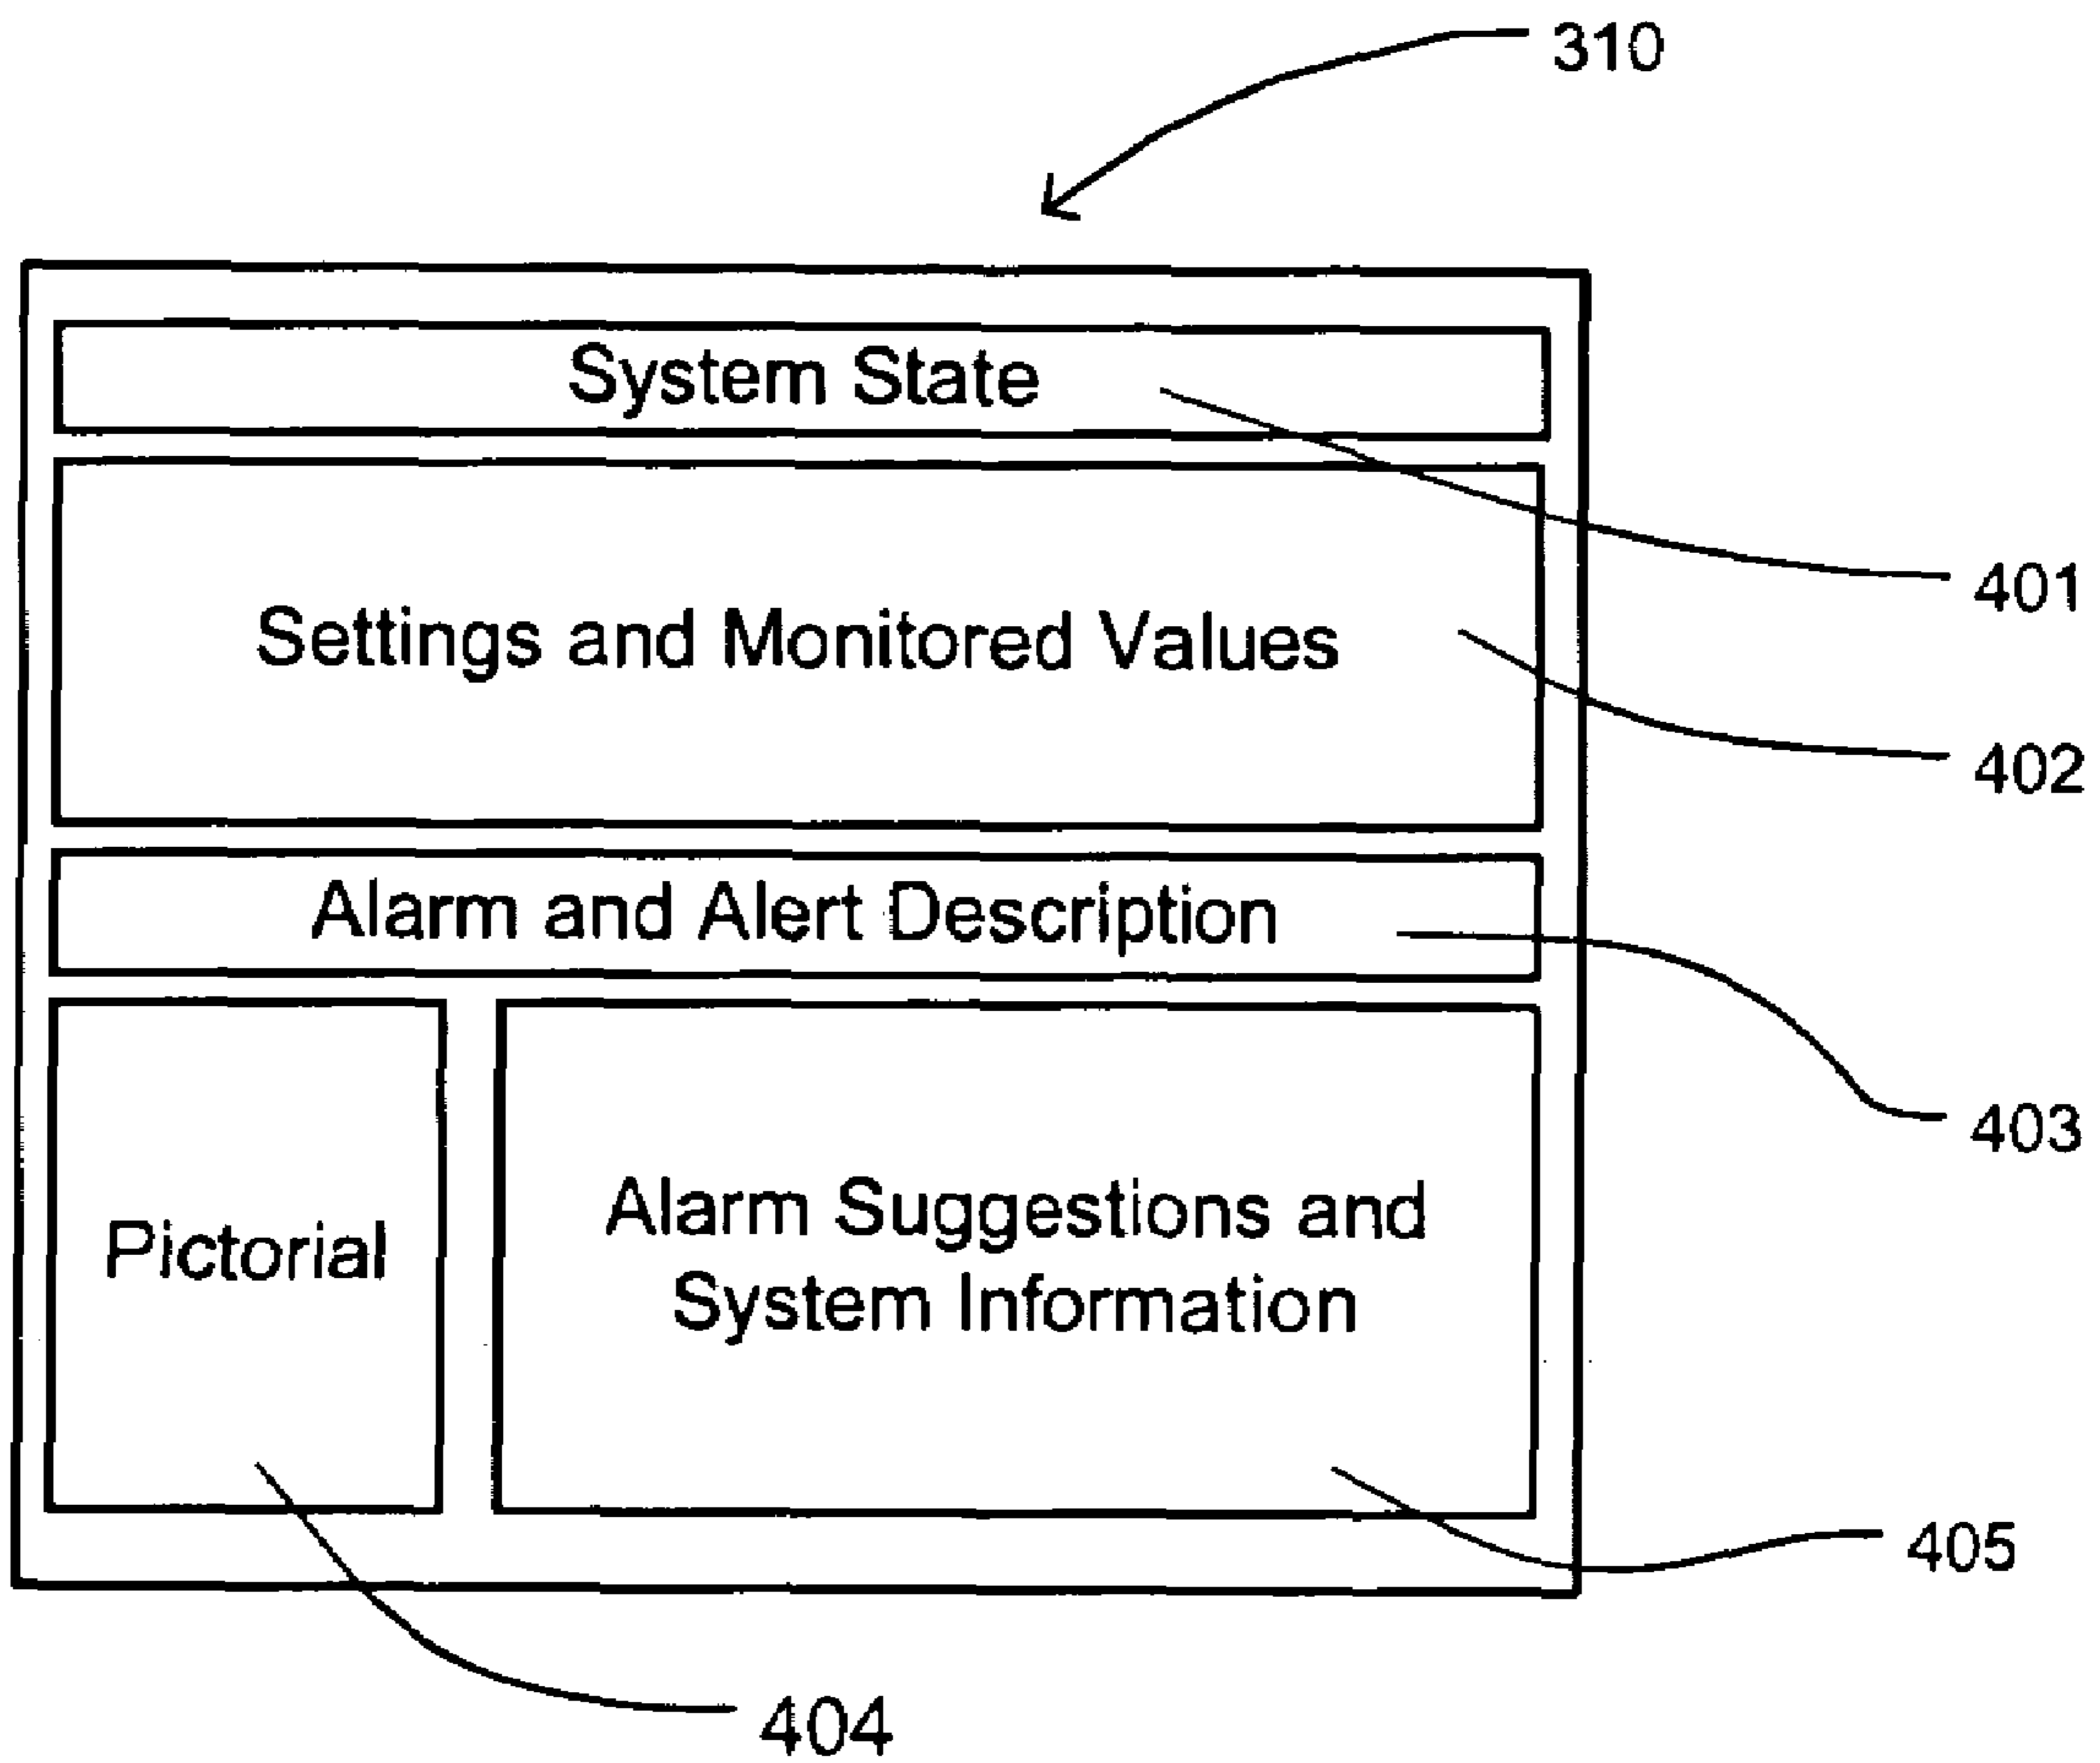 310
System State
401
Settings and Monitored Values
402
Alarm and Alert Description
403
Pictorial
Alarm Suggestions and
System Information
405
404